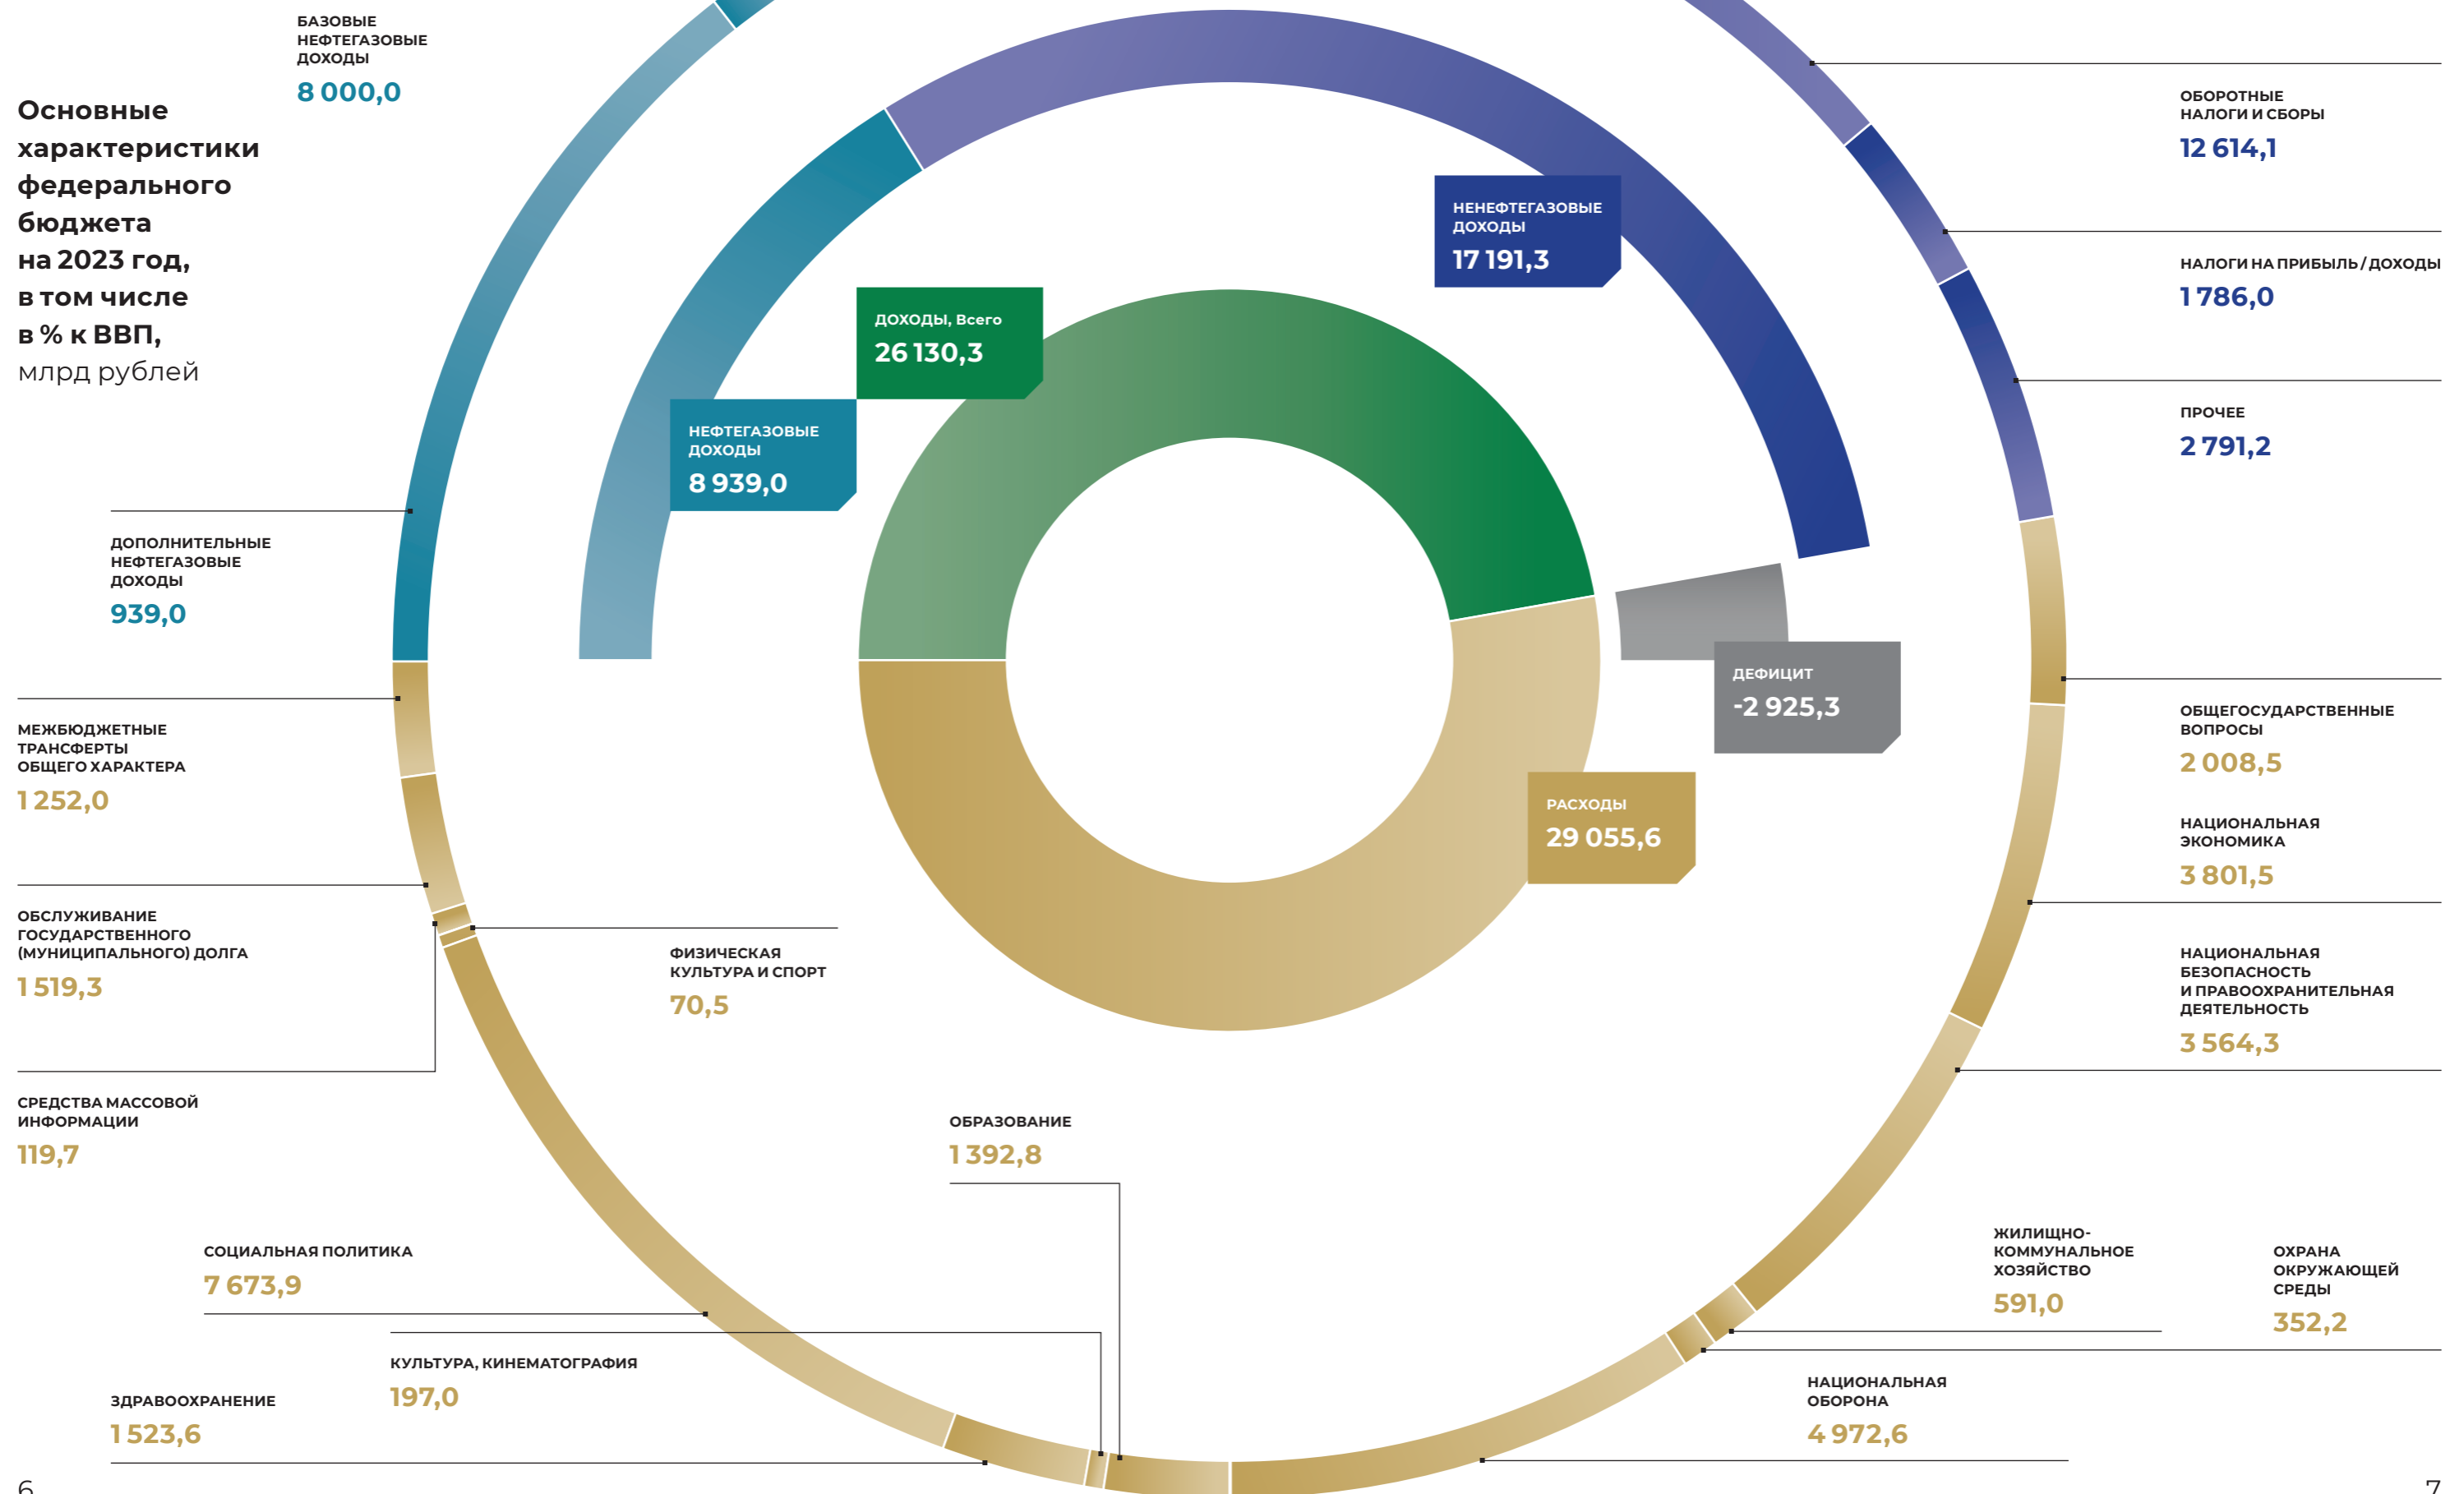 БАЗОВЫЕ
НЕФТЕГАЗОВЫЕ
ДОХОДЫ
8 000,0
Основные
характеристики
федерального
бюджета
на 2023 год,
в том числе
в % к ВВП,
млрд рублей
ОБОРОТНЫЕ
НАЛОГИ И СБОРЫ
12 614,1
НЕНЕФТЕГАЗОВЫЕ
ДОХОДЫ
17 191,3
НАЛОГИ НА ПРИБЫЛЬ / ДОХОДЫ
1 786,0
ДОХОДЫ, Всего
26 130,3
НЕФТЕГАЗОВЫЕ
ДОХОДЫ
8 939,0
ПРОЧЕЕ
2 791,2
ДОПОЛНИТЕЛЬНЫЕ
НЕФТЕГАЗОВЫЕ
ДОХОДЫ
939,0
ДЕФИЦИТ
-2 925,3
МЕЖБЮДЖЕТНЫЕ
ТРАНСФЕРТЫ
ОБЩЕГО ХАРАКТЕРА
1 252,0
ОБЩЕГОСУДАРСТВЕННЫЕ
ВОПРОСЫ
2 008,5
РАСХОДЫ
29 055,6
НАЦИОНАЛЬНАЯ
ЭКОНОМИКА
3 801,5
ОБСЛУЖИВАНИЕ
ГОСУДАРСТВЕННОГО
(МУНИЦИПАЛЬНОГО) ДОЛГА
1 519,3
ФИЗИЧЕСКАЯ
КУЛЬТУРА И СПОРТ
70,5
НАЦИОНАЛЬНАЯ
БЕЗОПАСНОСТЬ
И ПРАВООХРАНИТЕЛЬНАЯ
ДЕЯТЕЛЬНОСТЬ
3 564,3
СРЕДСТВА МАССОВОЙ
ИНФОРМАЦИИ
119,7
ОБРАЗОВАНИЕ
1 392,8
СОЦИАЛЬНАЯ ПОЛИТИКА
7 673,9
ЖИЛИЩНО-
КОММУНАЛЬНОЕ
ХОЗЯЙСТВО
591,0
ОХРАНА
ОКРУЖАЮЩЕЙ
СРЕДЫ
352,2
КУЛЬТУРА, КИНЕМАТОГРАФИЯ
197,0
ЗДРАВООХРАНЕНИЕ
1 523,6
НАЦИОНАЛЬНАЯ
ОБОРОНА
4 972,6
6
7